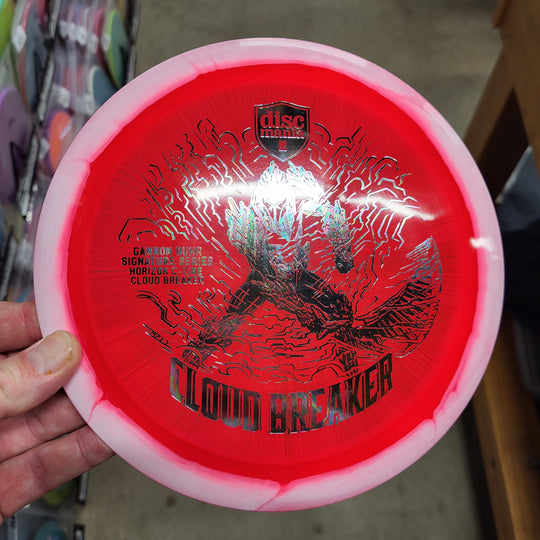 disc
mania
GANNON BUHR
SIGNATURE SERIES
HORIZON C-LINE
CLOUD BREAKER
CLOUD BREAKER